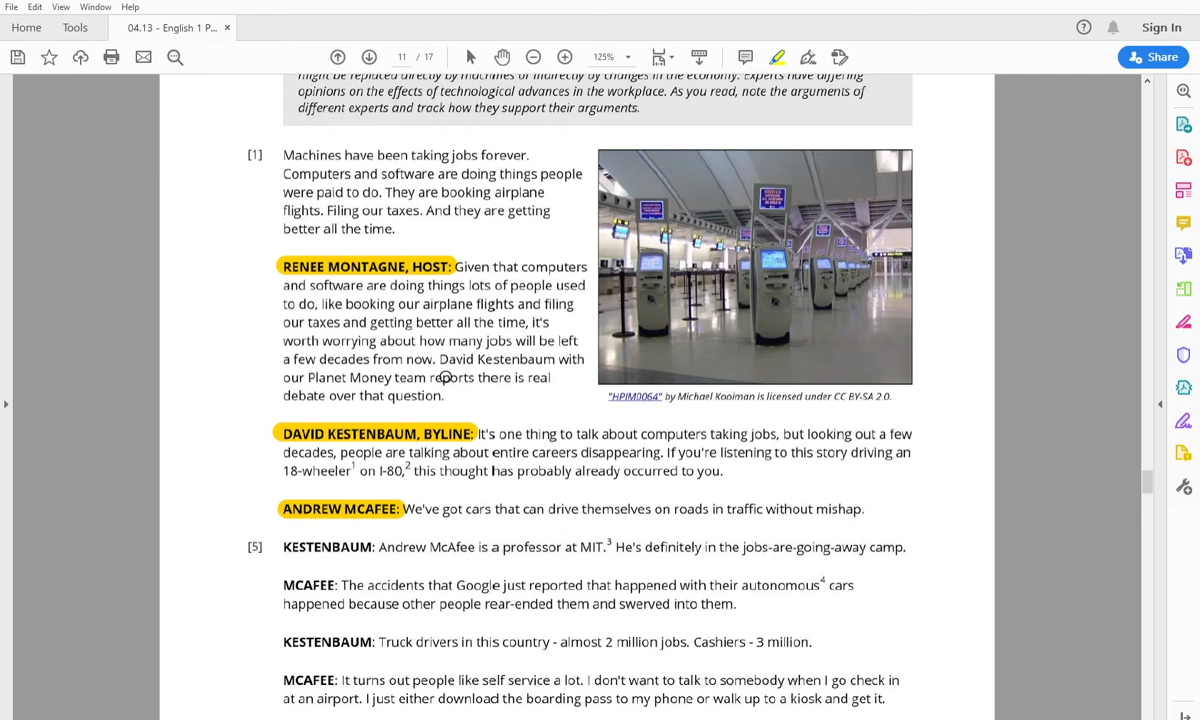 File Edit View Window Help
Home Tools 04.13 - English 1 P... ×
? Sign In
11 / 17 125% Share
might be replaced directly by machines or indirectly by changes in the economy. Experts have differing
opinions on the effects of technological advances in the workplace. As you read, note the arguments of
different experts and track how they support their arguments.
[1] Machines have been taking jobs forever.
Computers and software are doing things people
were paid to do. They are booking airplane
flights. Filing our taxes. And they are getting
better all the time.
RENEE MONTAGNE, HOST: Given that computers
and software are doing things lots of people used
to do, like booking our airplane flights and filing
our taxes and getting better all the time, it's
worth worrying about how many jobs will be left
a few decades from now. David Kestenbaum with
our Planet Money team reports there is real
debate over that question.
"HPIM0064" by Michael Kooiman is licensed under CC BY-SA 2.0.
DAVID KESTENBAUM, BYLINE: It's one thing to talk about computers taking jobs, but looking out a few
decades, people are talking about entire careers disappearing. If you're listening to this story driving an
18-wheeler1 on I-80,2 this thought has probably already occurred to you.
ANDREW MCAFEE: We've got cars that can drive themselves on roads in traffic without mishap.
[5] KESTENBAUM: Andrew McAfee is a professor at MIT.3 He's definitely in the jobs-are-going-away camp.
MCAFEE: The accidents that Google just reported that happened with their autonomous4 cars
happened because other people rear-ended them and swerved into them.
KESTENBAUM: Truck drivers in this country - almost 2 million jobs. Cashiers - 3 million.
MCAFEE: It turns out people like self service a lot. I don't want to talk to somebody when I go check in
at an airport. I just either download the boarding pass to my phone or walk up to a kiosk and get it.